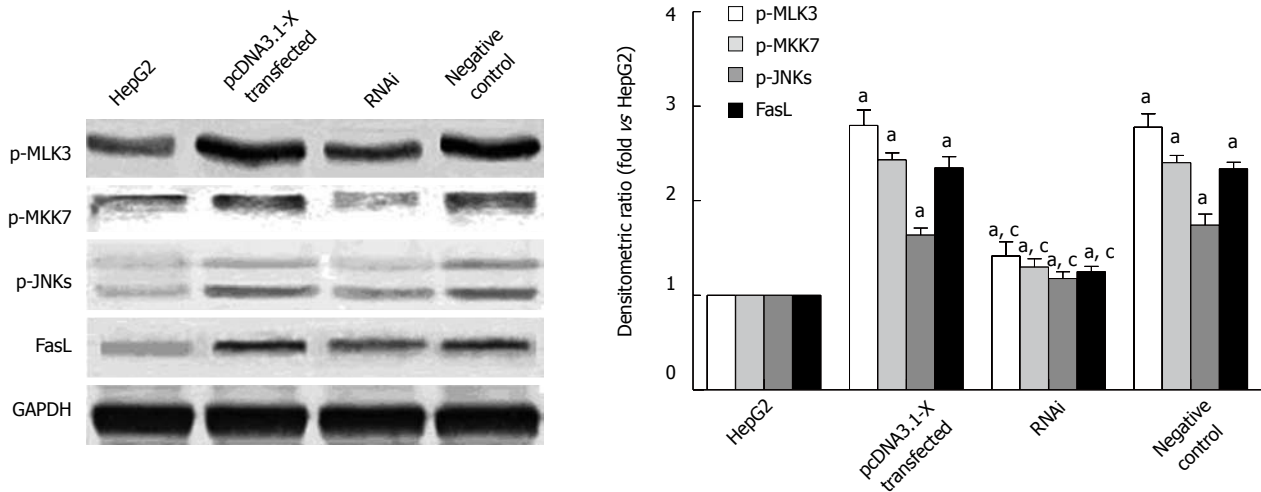 HepG2
pcDNA3.1-X
transfected
RNAi
Negative
control
p-MLK3
p-MKK7
p-JNKs
FasL
GAPDH
Densitometric ratio (fold vs HepG2)
4
3
2
1
0
p-MLK3
p-MKK7
p-JNKs
FasL
a
a
a
a
a, c
a, c
a, c
a, c
a
a
a
a
HepG2
pcDNA3.1-X
transfected
RNAi
Negative
control